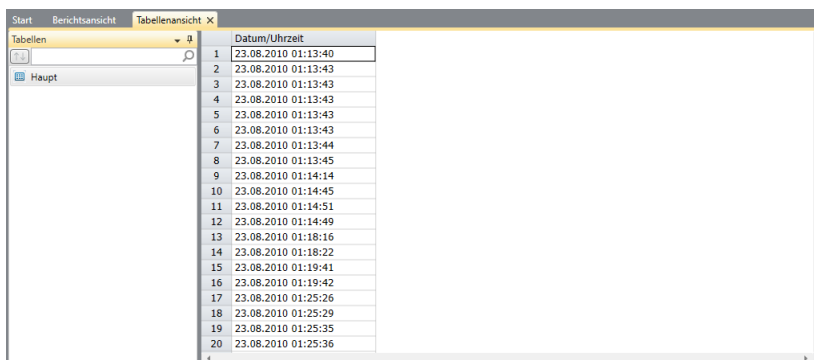 Start Berichtsansicht Tabellenansicht
Tabellen
Haupt
Datum/Uhrzeit
1 23.08.2010 01:13:40
2 23.08.2010 01:13:43
3 23.08.2010 01:13:43
4 23.08.2010 01:13:43
5 23.08.2010 01:13:43
6 23.08.2010 01:13:43
7 23.08.2010 01:13:44
8 23.08.2010 01:13:45
9 23.08.2010 01:14:14
10 23.08.2010 01:14:45
11 23.08.2010 01:14:51
12 23.08.2010 01:14:49
13 23.08.2010 01:18:16
14 23.08.2010 01:18:22
15 23.08.2010 01:19:41
16 23.08.2010 01:19:42
17 23.08.2010 01:25:26
18 23.08.2010 01:25:29
19 23.08.2010 01:25:35
20 23.08.2010 01:25:36